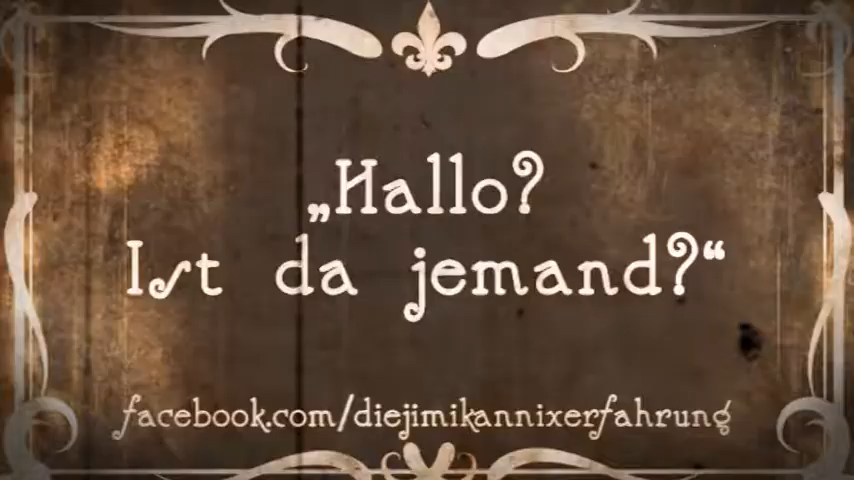 „Hallo?
Ist da jemand?“
facebook.com/diejimikannixerfahrung